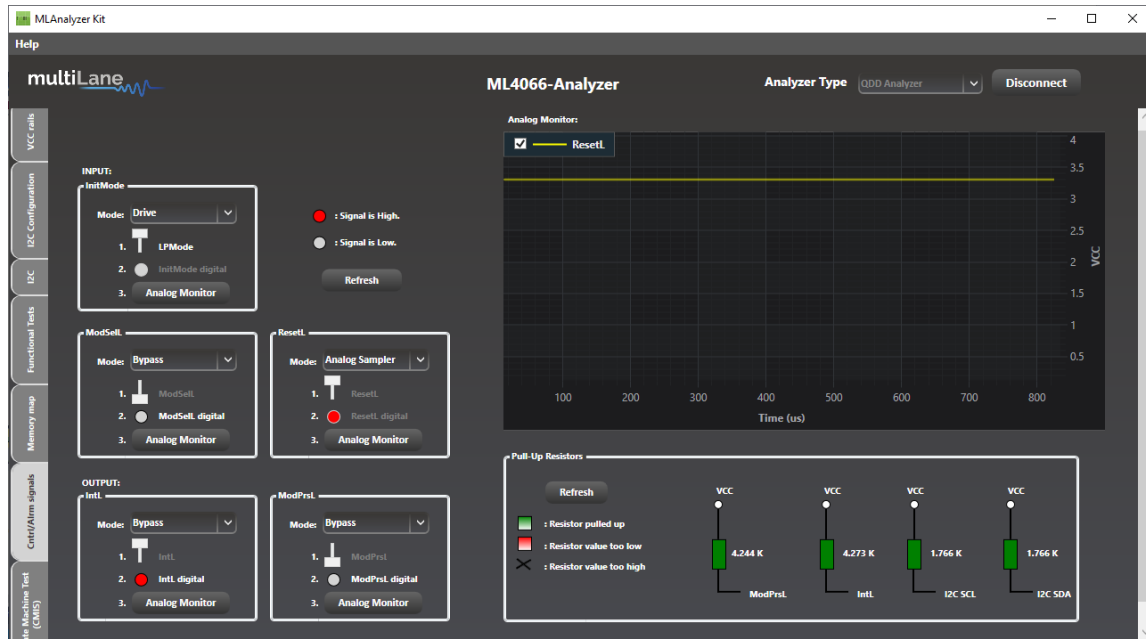 MLAnalyzer Kit
Help
multiLane
ML4066-Analyzer
Analyzer Type
QDD Analyzer
Disconnect
VCC rails
I2C Configuration
I2C
Functional Tests
Memory map
Cntrl/Alrm signals
te Machine Test
(CMIS)
INPUT:
InitMode
Mode: Drive
1. LPMode
2. InitMode digital
3. Analog Monitor
: Signal is High.
: Signal is Low.
Refresh
ModSelL
Mode: Bypass
1. ModSelL
2. ModSelL digital
3. Analog Monitor
ResetL
Mode: Analog Sampler
1. ResetL
2. ResetL digital
3. Analog Monitor
OUTPUT:
IntL
Mode: Bypass
1. IntL
2. IntL digital
3. Analog Monitor
ModPrsL
Mode: Bypass
1. ModPrsl
2. ModPrsL digital
3. Analog Monitor
Analog Monitor:
ResetL
4
3.5
3
2.5
2
1.5
1
0.5
VCC
100 200 300 400 500 600 700 800
Time (us)
Pull-Up Resistors
Refresh
: Resistor pulled up
: Resistor value too low
: Resistor value too high
VCC VCC VCC VCC
4.244 K 4.273 K 1.766 K 1.766 K
ModPrsL IntL I2C SCL I2C SDA